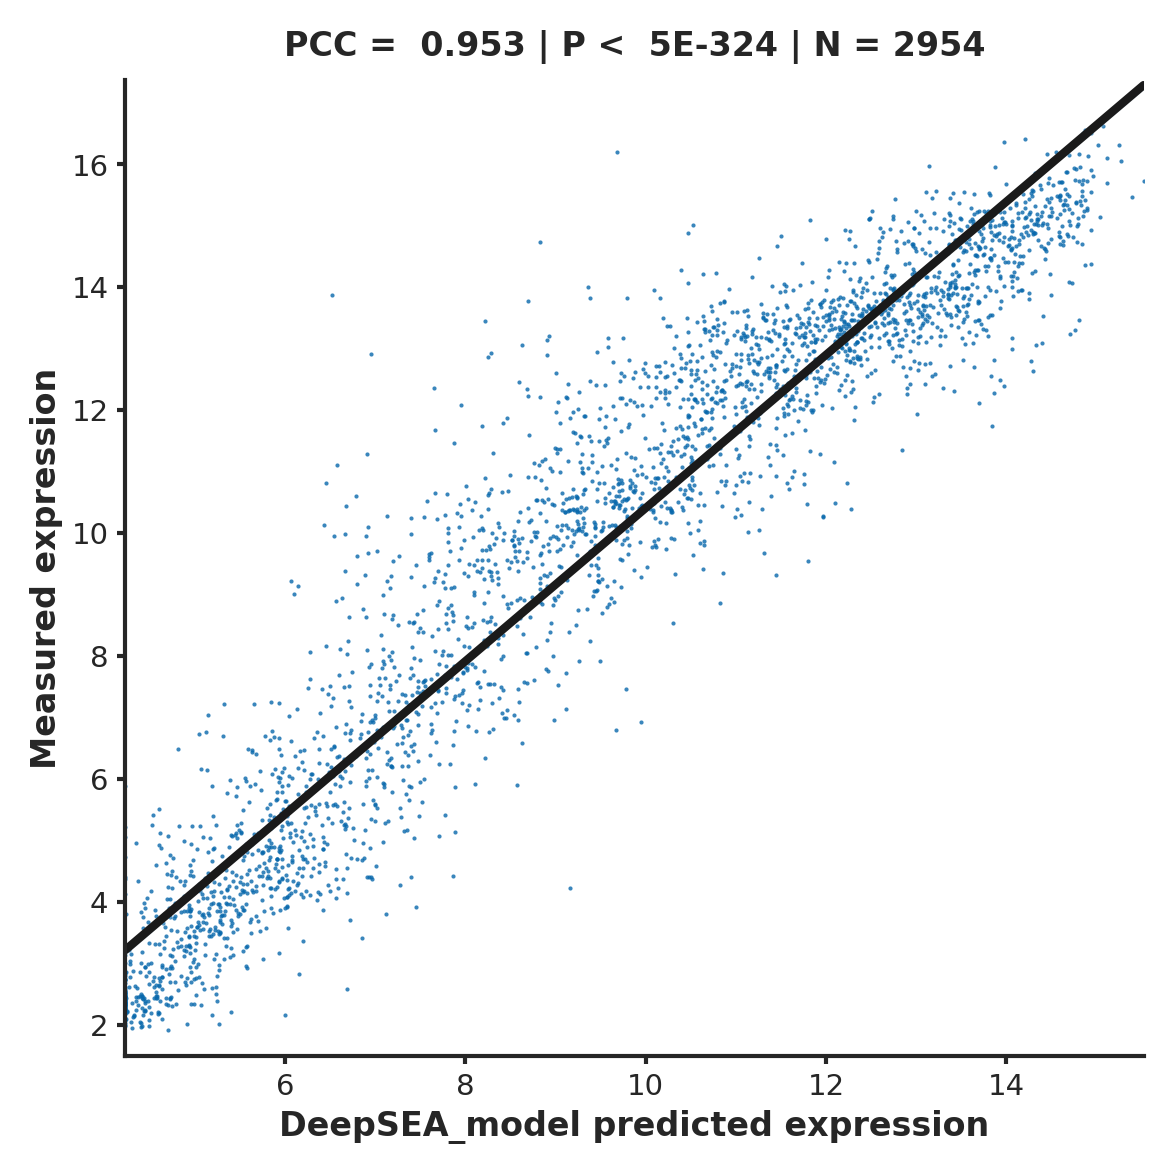 PCC =  0.953 | P <  5E-324 | N = 2954
Measured expression
16
14
12
10
8
6
4
2
6 8 10 12 14
DeepSEA_model predicted expression